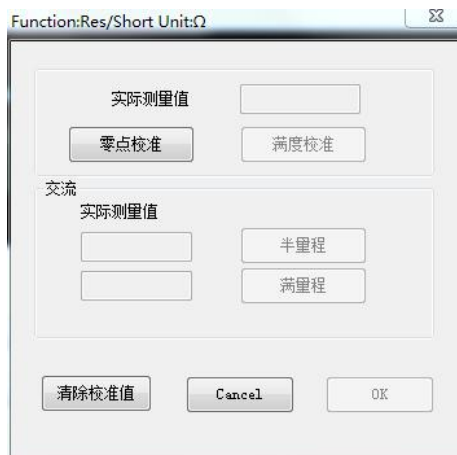 Function:Res/Short Unit:Ω
实际测量值
零点校准 满度校准
交流
实际测量值
半量程
满量程
清除校准值 Cancel OK